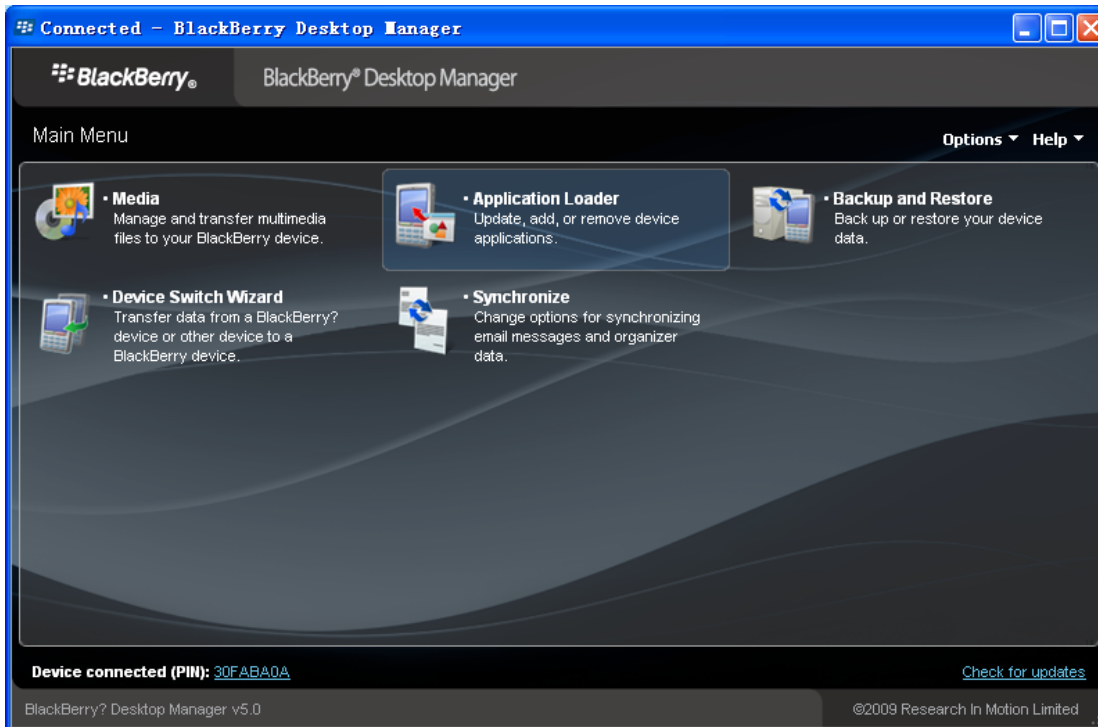 Connected - BlackBerry Desktop Manager
BlackBerry®
BlackBerry® Desktop Manager
Main Menu
Options
Help
· Media
Manage and transfer multimedia
files to your BlackBerry device.
· Application Loader
Update, add, or remove device
applications.
· Backup and Restore
Back up or restore your device
data.
· Device Switch Wizard
Transfer data from a BlackBerry?
device or other device to a
BlackBerry device.
· Synchronize
Change options for synchronizing
email messages and organizer
data.
Device connected (PIN): 30FABA0A
Check for updates
BlackBerry? Desktop Manager v5.0
©2009 Research In Motion Limited